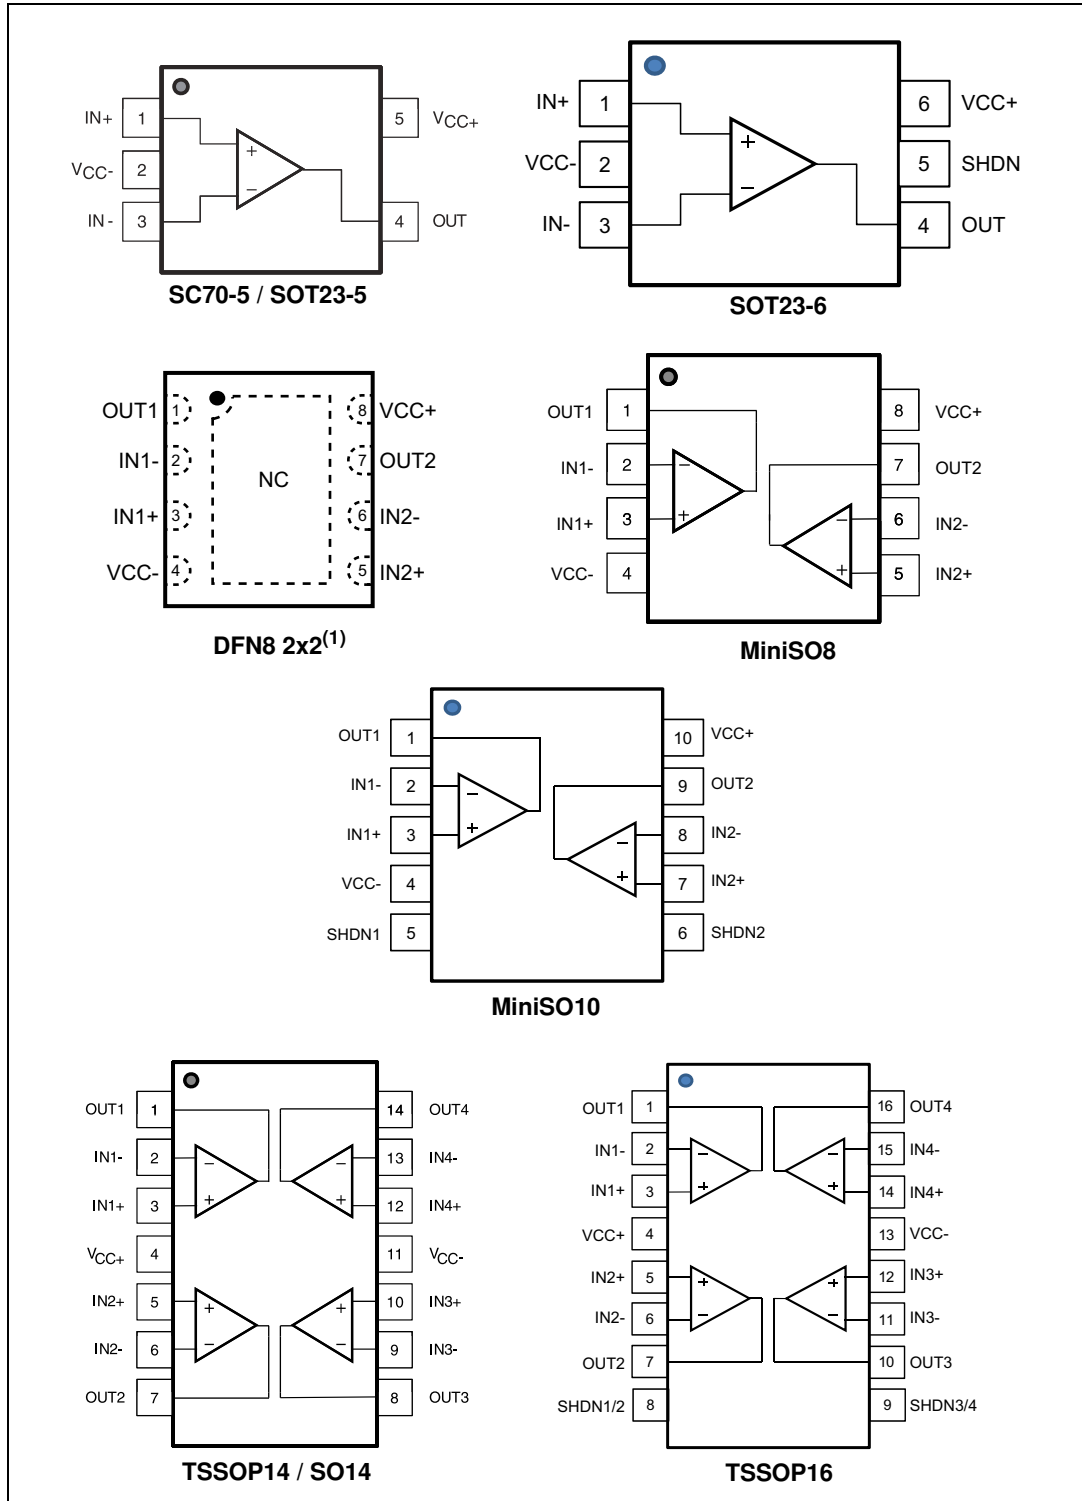 IN+ 1 5 VCC+
VCC- 2
IN- 3 4 OUT
+
−
SC70-5 / SOT23-5
IN+ 1 6 VCC+
VCC- 2 5 SHDN
IN- 3 4 OUT
+
−
SOT23-6
OUT1 1 8 VCC+
IN1- 2 7 OUT2
NC
IN1+ 3 6 IN2-
VCC- 4 5 IN2+
DFN8 2x2(1)
OUT1 1 8 VCC+
IN1- 2 − 7 OUT2
IN1+ 3 + − 6 IN2-
VCC- 4 + 5 IN2+
MiniSO8
OUT1 1 10 VCC+
IN1- 2 − 9 OUT2
IN1+ 3 + − 8 IN2-
VCC- 4 + 7 IN2+
SHDN1 5 6 SHDN2
MiniSO10
OUT1 1 14 OUT4
IN1- 2 − − 13 IN4-
IN1+ 3 + + 12 IN4+
VCC+ 4 11 VCC-
IN2+ 5 + + 10 IN3+
IN2- 6 − − 9 IN3-
OUT2 7 8 OUT3
TSSOP14 / SO14
OUT1 1 16 OUT4
IN1- 2 − − 15 IN4-
IN1+ 3 + + 14 IN4+
VCC+ 4 13 VCC-
IN2+ 5 + + 12 IN3+
IN2- 6 − − 11 IN3-
OUT2 7 10 OUT3
SHDN1/2 8 9 SHDN3/4
TSSOP16